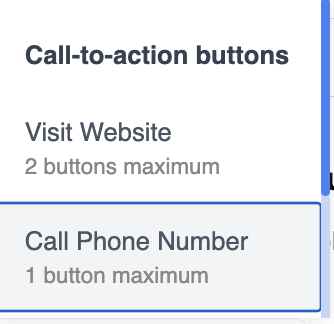 Call-to-action buttons
Visit Website
2 buttons maximum
Call Phone Number
1 button maximum